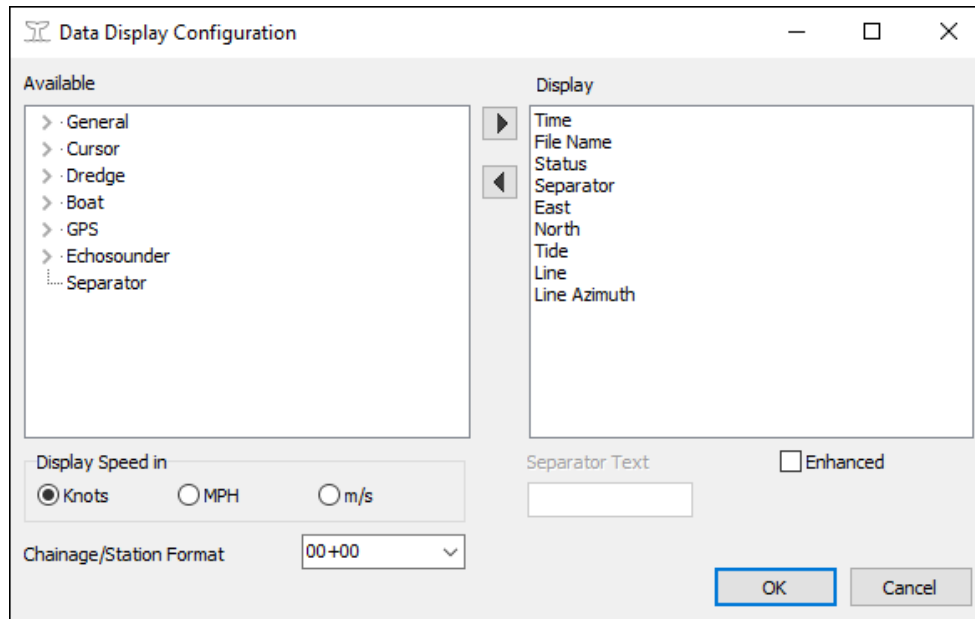 Data Display Configuration
Available
General
Cursor
Dredge
Boat
GPS
Echosounder
Separator
Display
Time
File Name
Status
Separator
East
North
Tide
Line
Line Azimuth
Display Speed in
Knots MPH m/s
Separator Text
Enhanced
Chainage/Station Format 00+00
OK Cancel